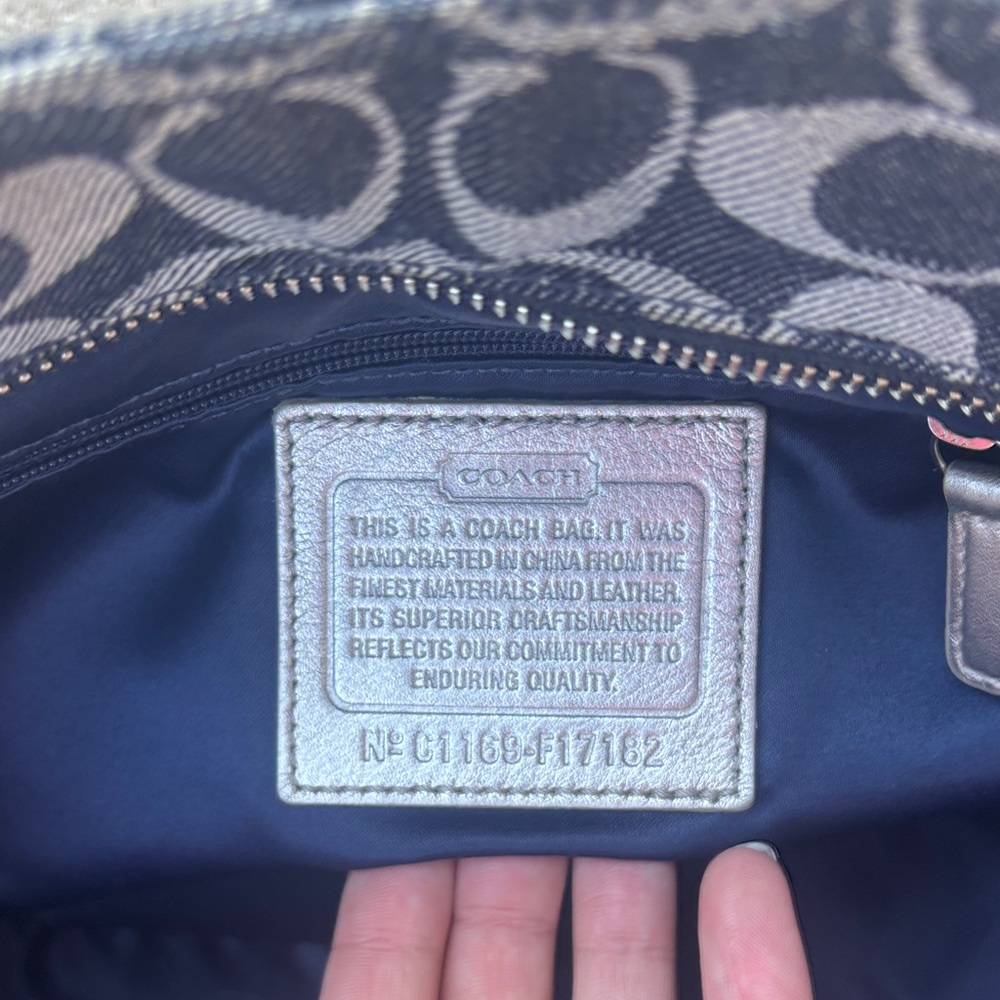 COACH
THIS IS A COACH BAG. IT WAS
HANDCRAFTED IN CHINA FROM THE
FINEST MATERIALS AND LEATHER.
ITS SUPERIOR CRAFTSMANSHIP
REFLECTS OUR COMMITMENT TO
ENDURING QUALITY.
Nº C1169-F17182